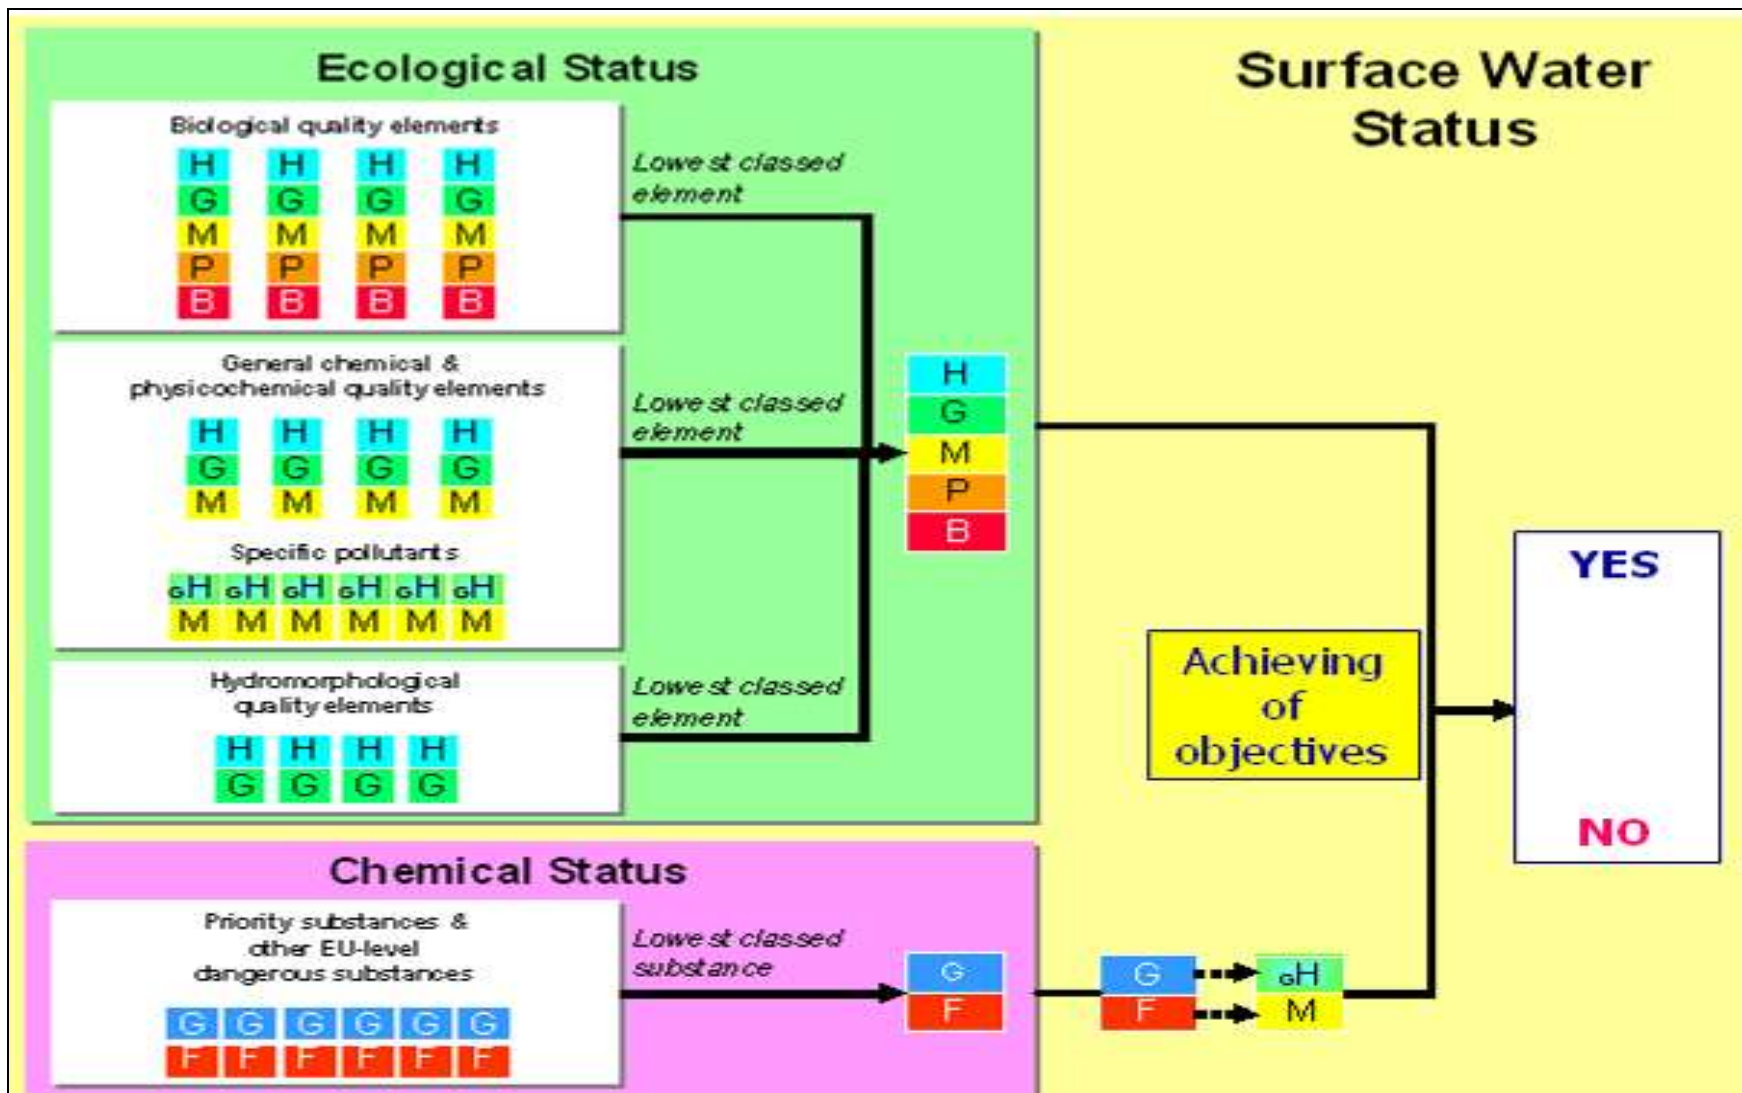 Ecological Status
Biological quality elements
H H H H
G G G G
M M M M
P P P P
B B B B
Lowest classed
element
General chemical &
physicochemical quality elements
H H H H
G G G G
M M M M
Specific pollutants
GH GH GH GH GH GH
M M M M M M
Lowest classed
element
Hydromorphological
quality elements
H H H H
G G G G
Lowest classed
element
H
G
M
P
B
Chemical Status
Priority substances &
other EU-level
dangerous substances
G G G G G G
F F F F F F
Lowest classed
substance
G
F
Surface Water
Status
G
F
GH
M
Achieving
of
objectives
YES
NO